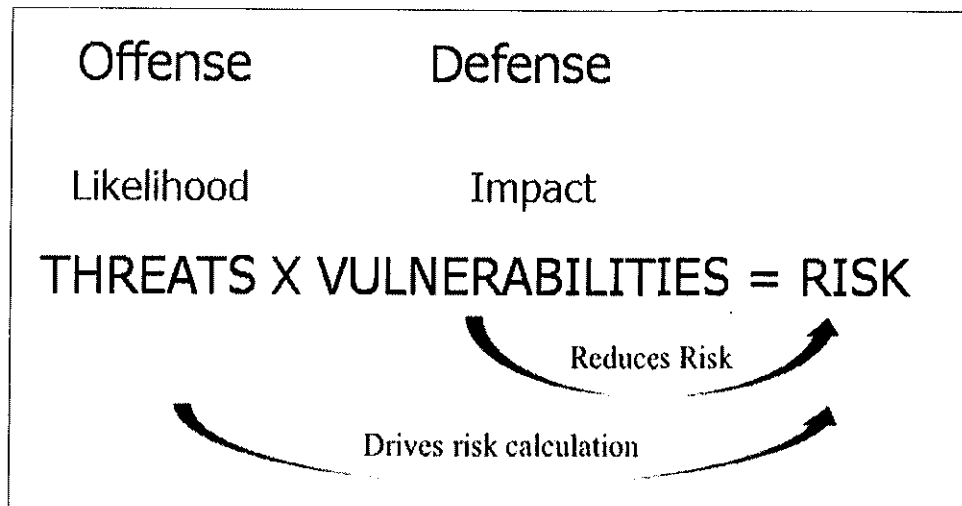 Offense Defense
Likelihood Impact
THREATS X VULNERABILITIES = RISK
Reduces Risk
Drives risk calculation